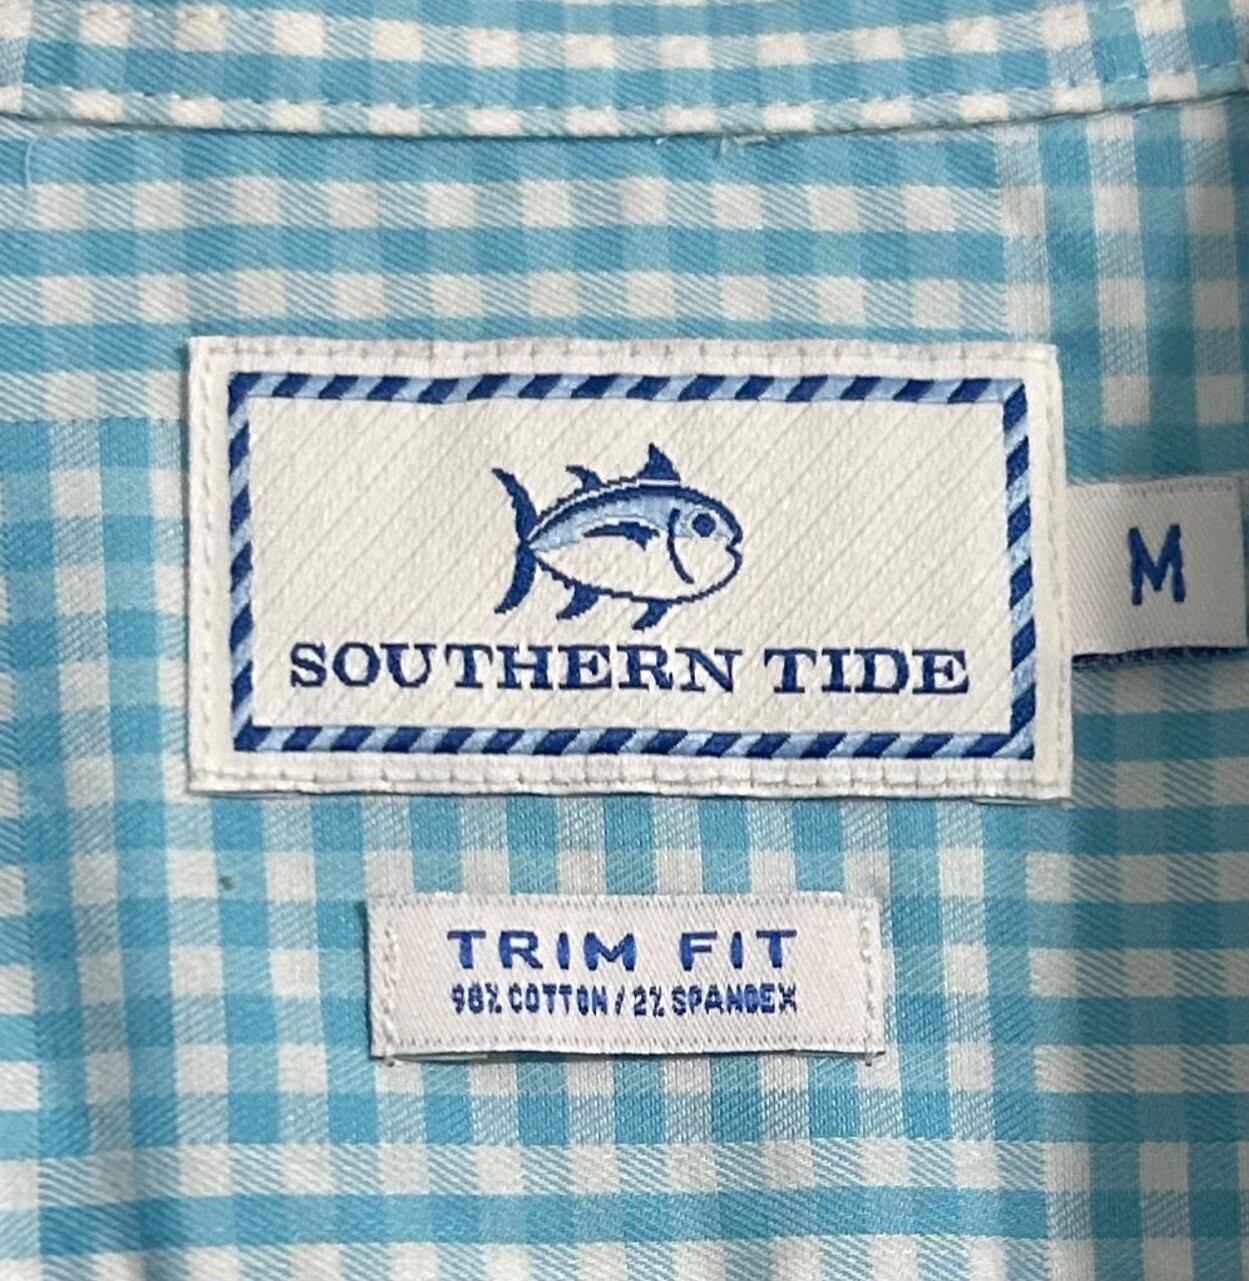 SOUTHERN TIDE
M
TRIM FIT
98% COTTON / 2% SPANDEX